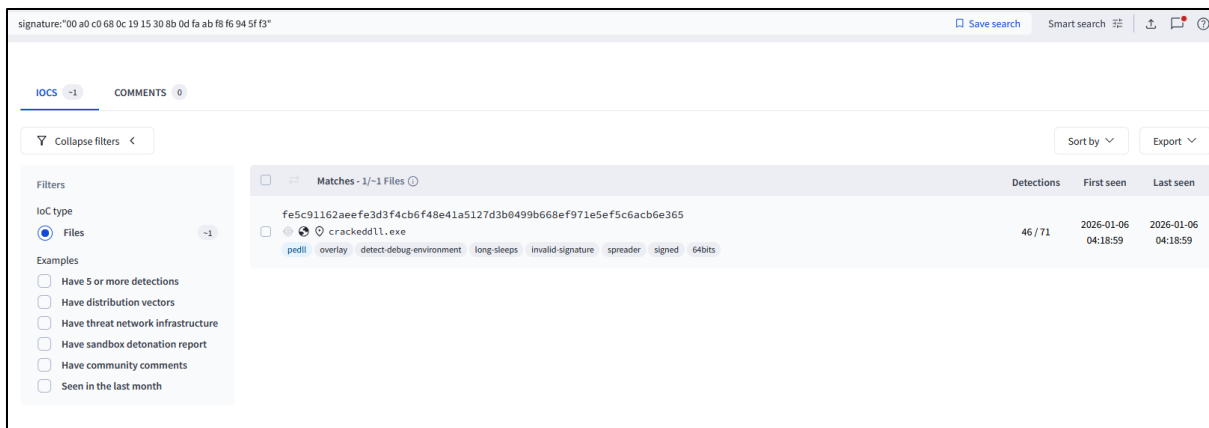 signature:"00 a0 c0 68 0c 19 15 30 8b 0d fa ab f8 f6 94 5f f3"
Save search
Smart search
IOCS ~1
COMMENTS 0
Collapse filters
Sort by
Export
Filters
IoC type
Files ~1
Examples
Have 5 or more detections
Have distribution vectors
Have threat network infrastructure
Have sandbox detonation report
Have community comments
Seen in the last month
Matches - 1/~1 Files
Detections First seen Last seen
fe5c91162aeefe3d3f4cb6f48e41a5127d3b0499b668ef971e5ef5c6acb6e365
crackeddll.exe
pedll overlay detect-debug-environment long-sleeps invalid-signature spreader signed 64bits
46 / 71
2026-01-06
04:18:59
2026-01-06
04:18:59